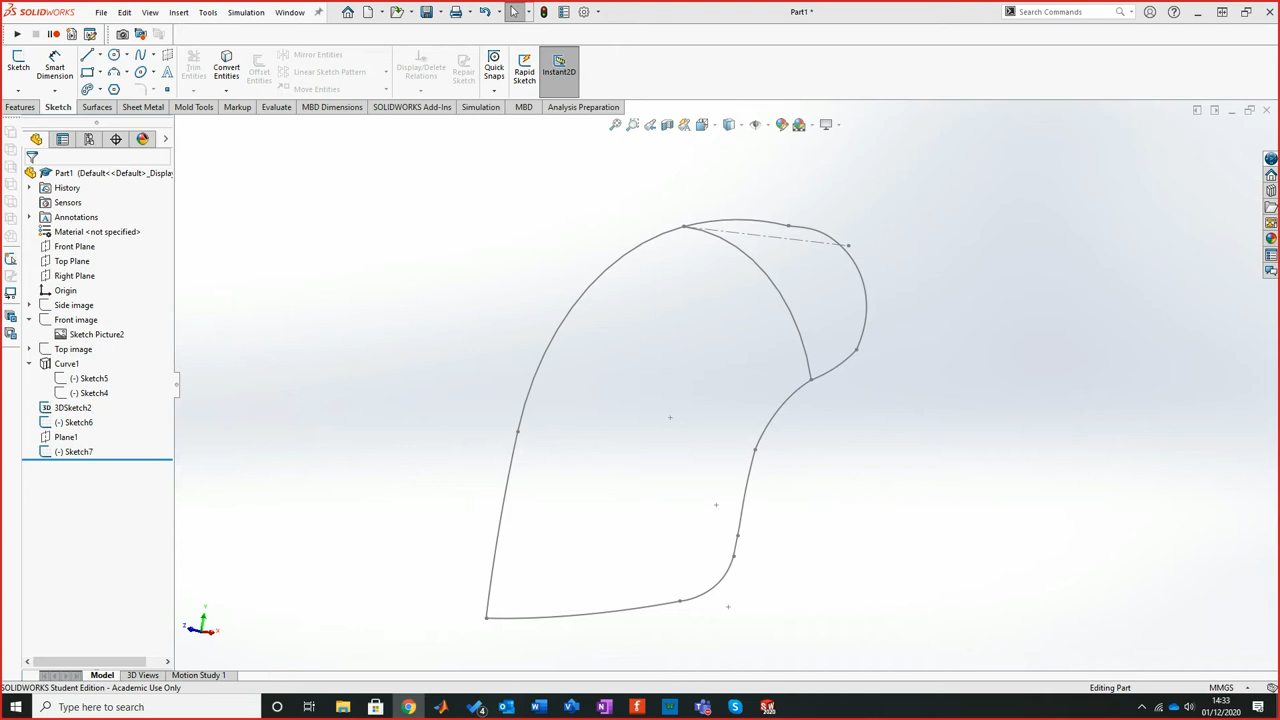 SOLIDWORKS File Edit View Insert Tools Simulation Window Part1 * Search Commands
Sketch Smart Dimension Trim Entities Convert Entities Offset Entities Mirror Entities Linear Sketch Pattern Move Entities Display/Delete Relations Repair Sketch Quick Snaps Rapid Sketch Instant2D
Features Sketch Surfaces Sheet Metal Mold Tools Markup Evaluate MBD Dimensions SOLIDWORKS Add-Ins Simulation MBD Analysis Preparation
Part1 (Default<<Default>_Display
History
Sensors
Annotations
Material <not specified>
Front Plane
Top Plane
Right Plane
Origin
Side image
Front image
Sketch Picture2
Top image
Curve1
(-) Sketch5
(-) Sketch4
3DSketch2
(-) Sketch6
Plane1
(-) Sketch7
Y
Z X
Model 3D Views Motion Study 1
SOLIDWORKS Student Edition - Academic Use Only Editing Part MMGS
Type here to search 14:33
01/12/2020